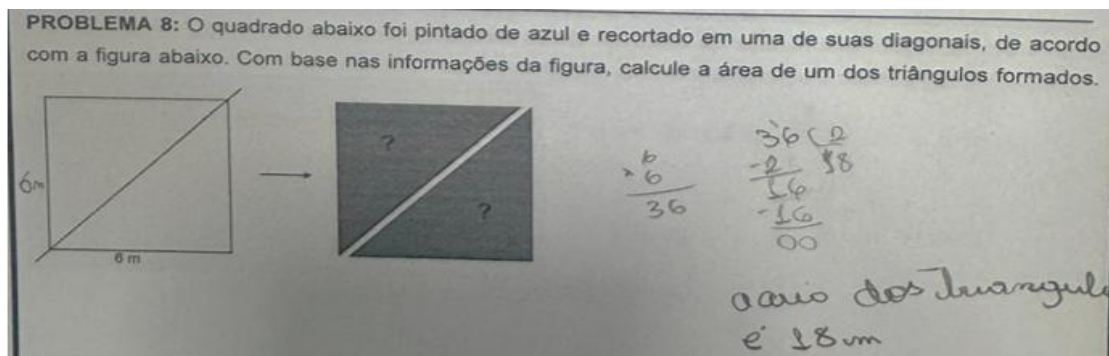 PROBLEMA 8: O quadrado abaixo foi pintado de azul e recortado em uma de suas diagonais, de acordo
com a figura abaixo. Com base nas informações da figura, calcule a área de um dos triângulos formados.
6m
6 m
?
?
6
× 6
36
36 2
-2 18
16
-16
00
dos Triangul
é 18 m